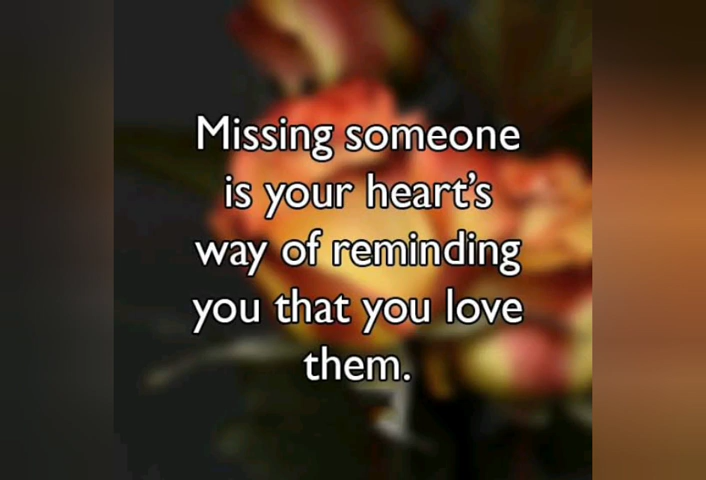 Missing someone
is your heart's
way of reminding
you that you love
them.